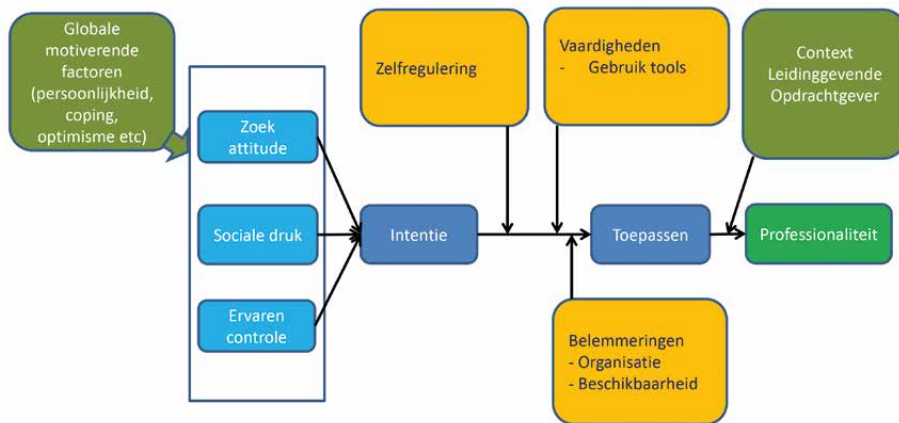 Globale
motiverende
factoren
(persoonlijkheid,
coping,
optimisme etc)
Zoek
attitude
Sociale druk
Ervaren
controle
Intentie
Zelfregulering
Vaardigheden
- Gebruik tools
Belemmeringen
- Organisatie
- Beschikbaarheid
Toepassen
Context
Leidinggevende
Opdrachtgever
Professionaliteit